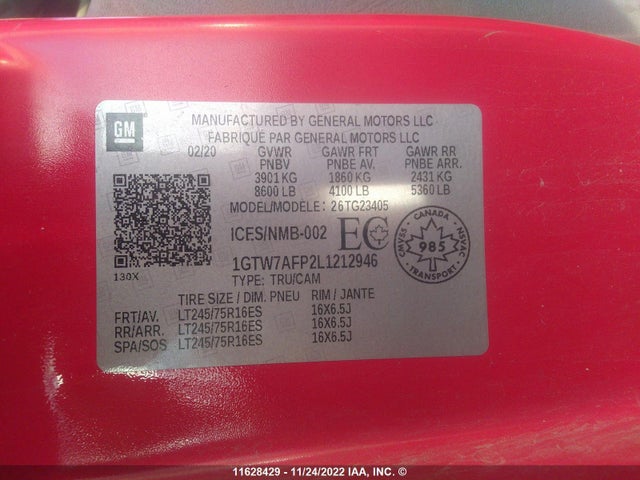 GM
MANUFACTURED BY GENERAL MOTORS LLC
FABRIQUÉ PAR GENERAL MOTORS LLC
02/20 GVWR GAWR FRT GAWR RR
PNBV PNBE AV. PNBE ARR.
3901 KG 1860 KG 2431 KG
8600 LB 4100 LB 5360 LB
MODEL/MODÈLE: 26TG23405
ICES/NMB-002 EC
CANADA
CMVSS 985 NSVAC
TRANSPORT
1GTW7AFP2L1212946
130X
TYPE: TRU/CAM
TIRE SIZE / DIM. PNEU RIM / JANTE
FRT/AV. LT245/75R16ES 16X6.5J
RR/ARR. LT245/75R16ES 16X6.5J
SPA/SOS LT245/75R16ES 16X6.5J
11628429 - 11/24/2022 IAA, INC. ©